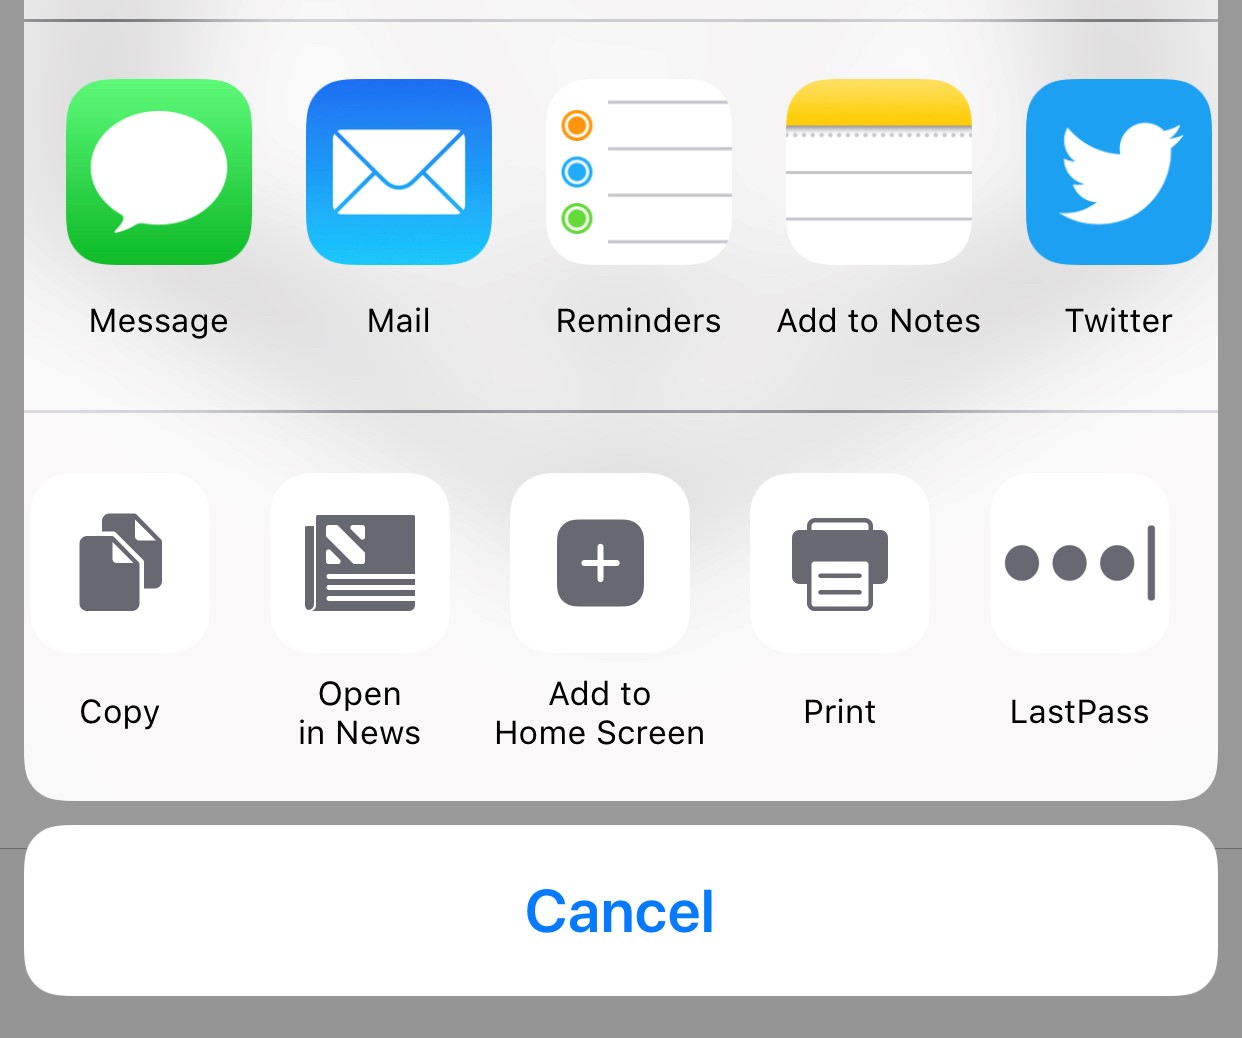 Message
Mail
Reminders
Add to Notes
Twitter
Copy
Open
in News
Add to
Home Screen
Print
LastPass
Cancel